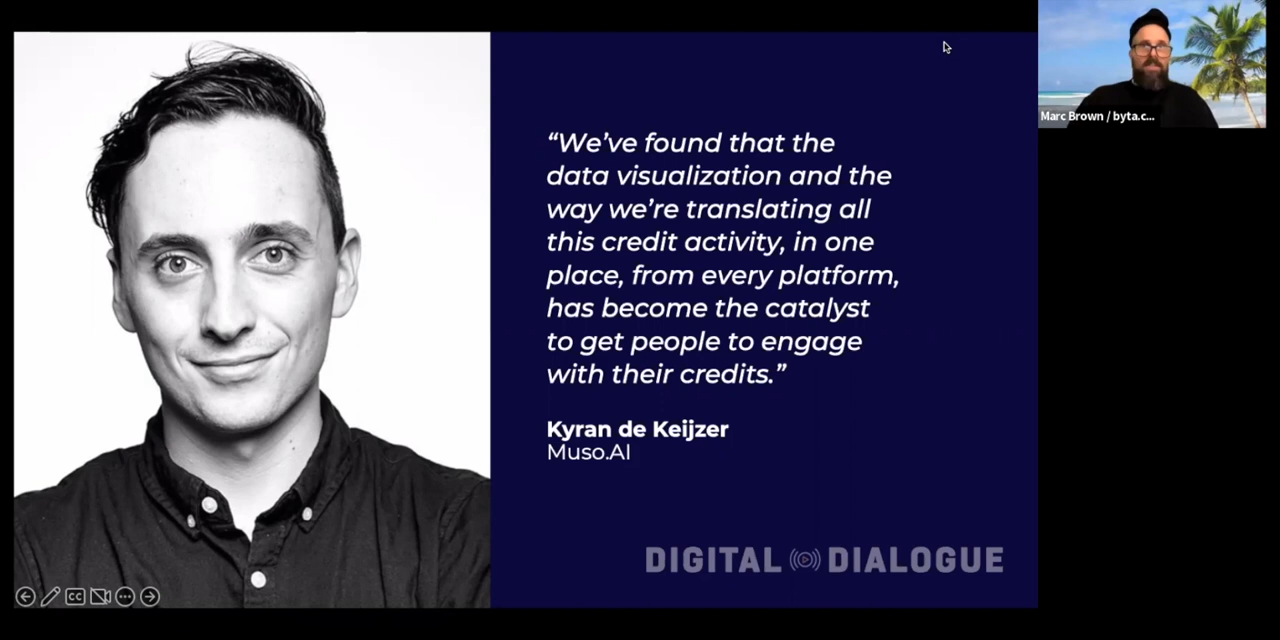 “We’ve found that the
data visualization and the
way we’re translating all
this credit activity, in one
place, from every platform,
has become the catalyst
to get people to engage
with their credits.”
Kyran de Keijzer
Muso.AI
DIGITAL DIALOGUE
Marc Brown / byta.c...
CC